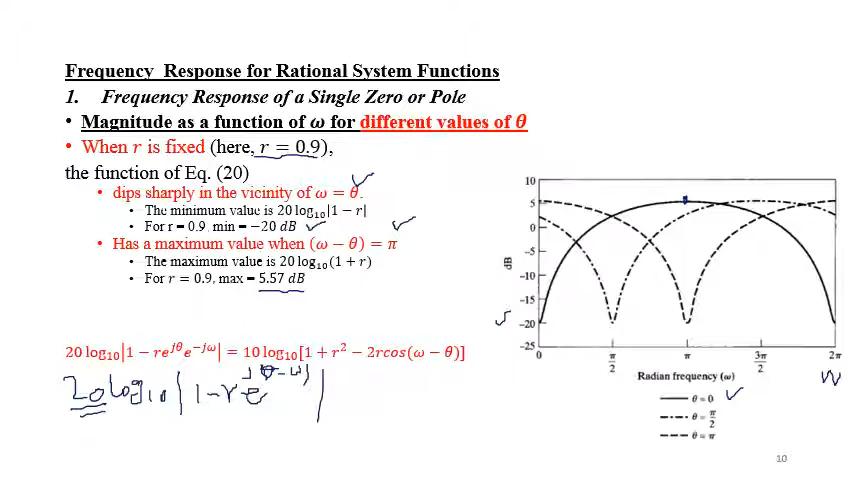 Frequency Response for Rational System Functions
1. Frequency Response of a Single Zero or Pole
• Magnitude as a function of ω for different values of θ
• When r is fixed (here, r = 0.9),
the function of Eq. (20)
• dips sharply in the vicinity of ω = θ.
• The minimum value is 20 log₁₀|1 − r|
• For r = 0.9, min = −20 dB
• Has a maximum value when (ω − θ) = π
• The maximum value is 20 log₁₀(1 + r)
• For r = 0.9, max = 5.57 dB
20 log₁₀|1 − re^{jθ}e^{−jω}| = 10 log₁₀[1 + r² − 2rcos(ω − θ)]
20 log₁₀ |1 − r e^{j(θ−ω)}|
10
5
0
−5
−10
−15
−20
−25
dB
0
π/2
π
3π/2
2π
Radian frequency (ω)
W
θ = 0
θ = π/2
θ = π
10